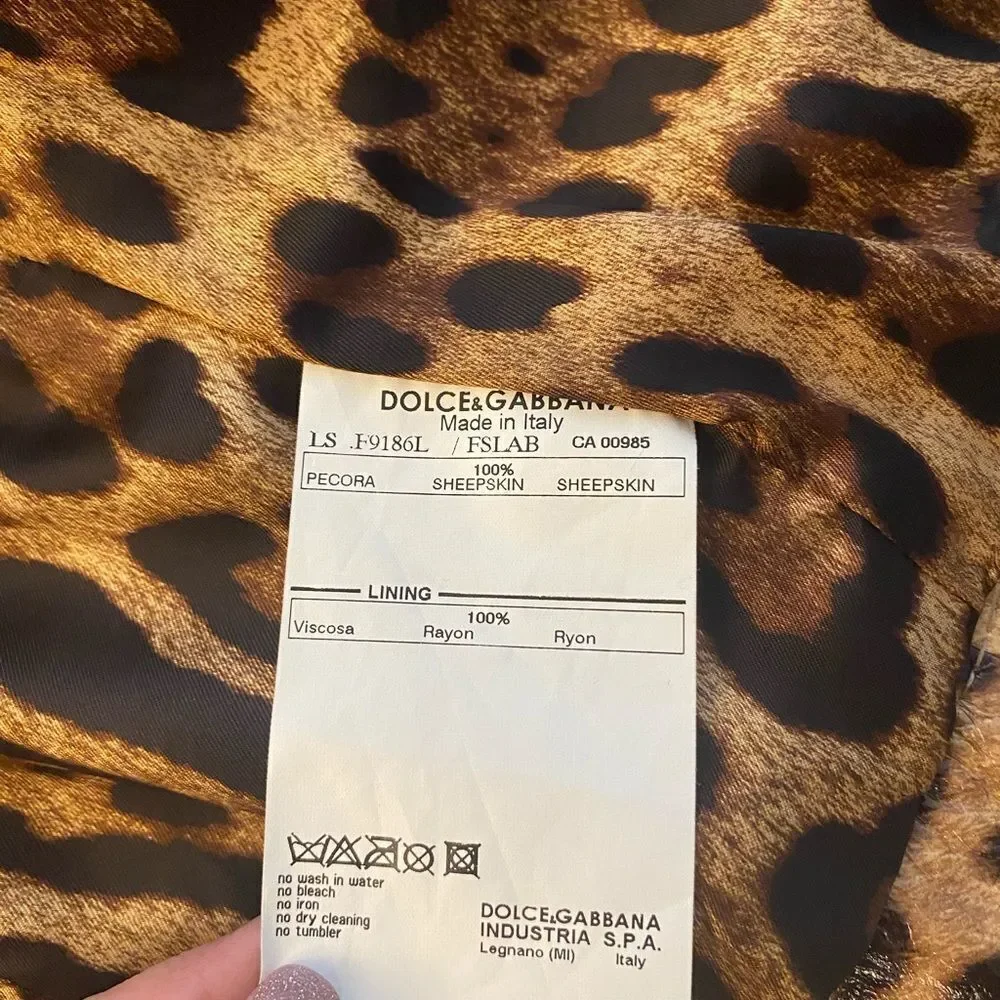 DOLCE&GABBANA
Made in Italy
LS .F9186L / FSLAB CA 00985
100%
PECORA SHEEPSKIN SHEEPSKIN
LINING
100%
Viscosa Rayon Ryon
no wash in water
no bleach
no iron
no dry cleaning
no tumbler
DOLCE&GABBANA
INDUSTRIA S.P.A.
Legnano (MI) Italy